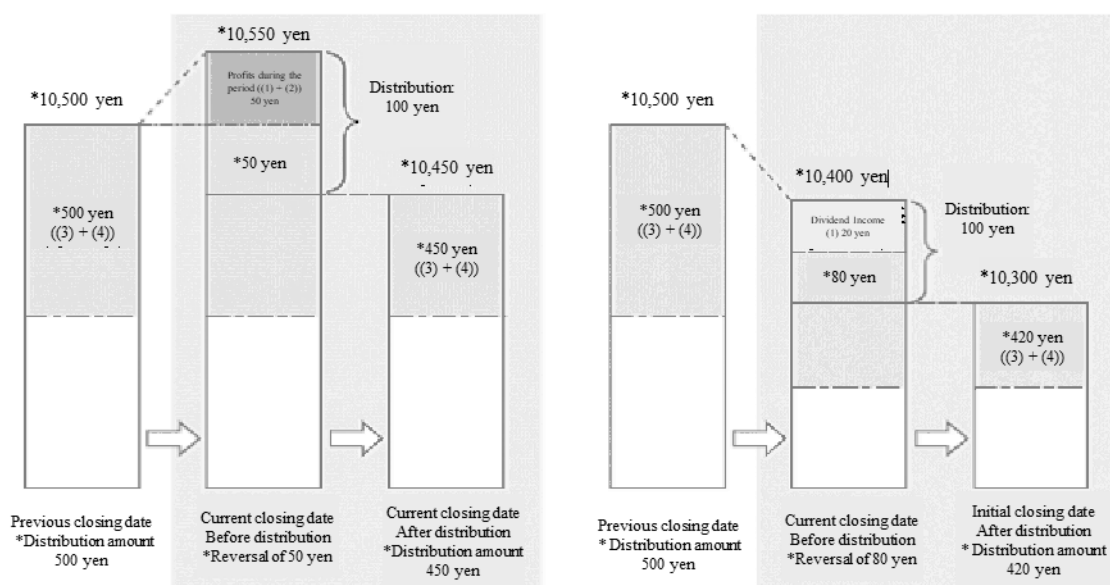 *10,500 yen
*500 yen
((3) + (4))
Previous closing date
*Distribution amount
500 yen
*10,550 yen
Profits during the
period ((1) + (2))
50 yen
*50 yen
Distribution:
100 yen
Current closing date
Before distribution
*Reversal of 50 yen
*10,450 yen
*450 yen
((3) + (4))
Current closing date
After distribution
*Distribution amount
450 yen
*10,500 yen
*500 yen
((3) + (4))
Previous closing date
* Distribution amount
500 yen
*10,400 yen
Dividend Income
(1) 20 yen
*80 yen
Distribution:
100 yen
Current closing date
Before distribution
*Reversal of 80 yen
*10,300 yen
*420 yen
((3) + (4))
Initial closing date
After distribution
* Distribution amount
420 yen